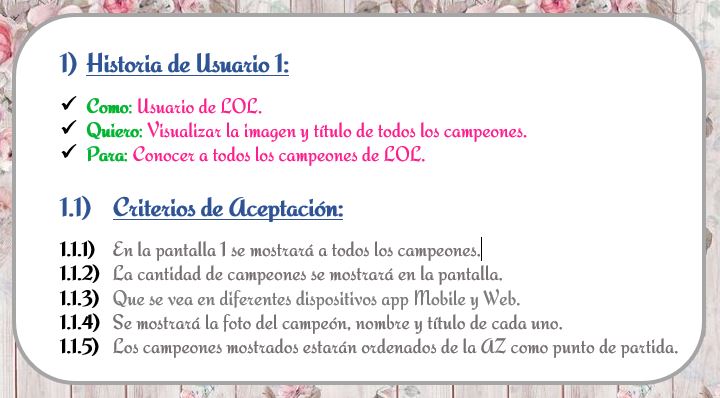 1) Historia de Usuario 1:
✓ Como: Usuario de LOL.
✓ Quiero: Visualizar la imagen y título de todos los campeones.
✓ Para: Conocer a todos los campeones de LOL.
1.1) Criterios de Aceptación:
1.1.1) En la pantalla 1 se mostrará a todos los campeones.
1.1.2) La cantidad de campeones se mostrará en la pantalla.
1.1.3) Que se vea en diferentes dispositivos app Mobile y Web.
1.1.4) Se mostrará la foto del campeón, nombre y título de cada uno.
1.1.5) Los campeones mostrados estarán ordenados de la AZ como punto de partida.